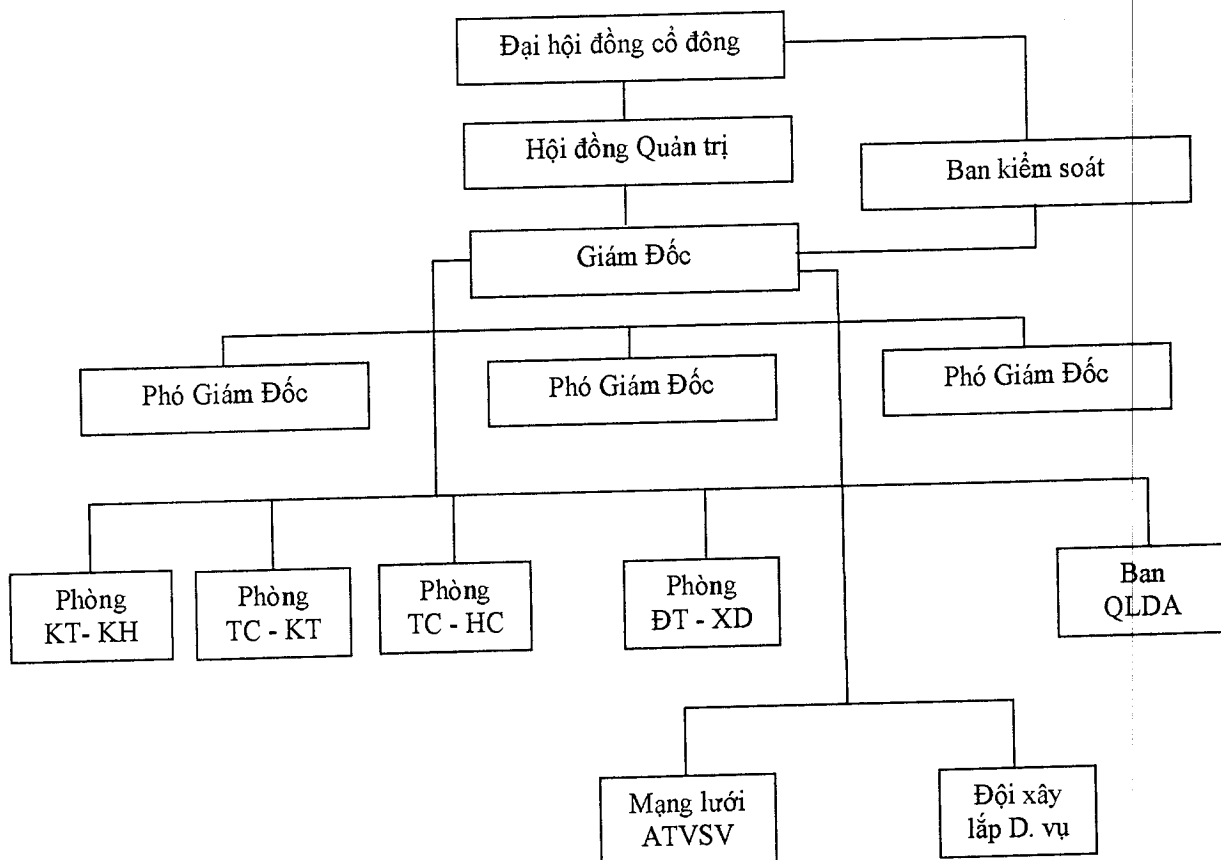 Đại hội đồng cổ đông
Hội đồng Quản trị
Ban kiểm soát
Giám Đốc
Phó Giám Đốc
Phó Giám Đốc
Phó Giám Đốc
Phòng
KT- KH
Phòng
TC - KT
Phòng
TC - HC
Phòng
ĐT - XD
Ban
QLDA
Mạng lưới
ATVSV
Đội xây
lắp D. vụ